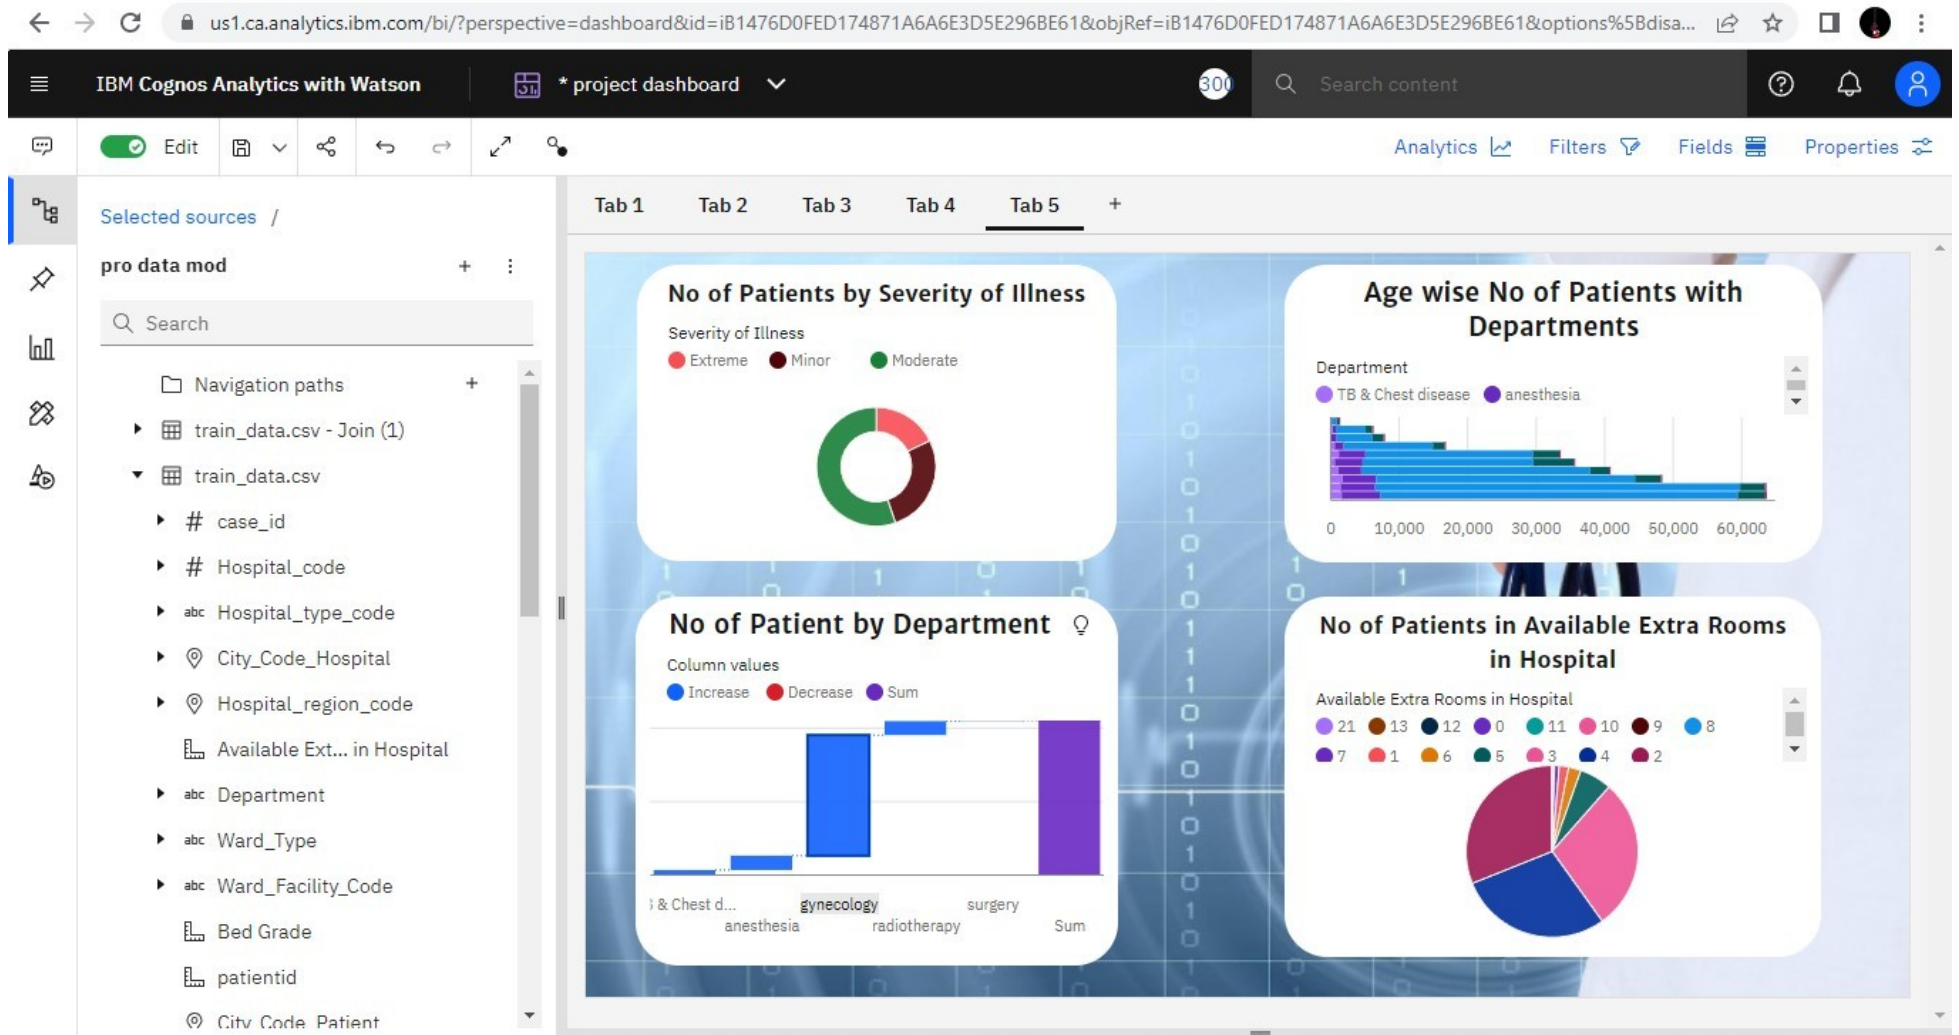 us1.ca.analytics.ibm.com/bi/?perspective=dashboard&id=iB1476D0FED174871A6A6E3D5E296BE61&objRef=iB1476D0FED174871A6A6E3D5E296BE61&options%5Bdisa...
IBM Cognos Analytics with Watson
* project dashboard
300
Search content
Edit
Analytics
Filters
Fields
Properties
Selected sources /
pro data mod
Search
Navigation paths
train_data.csv - Join (1)
train_data.csv
# case_id
# Hospital_code
abc Hospital_type_code
City_Code_Hospital
Hospital_region_code
Available Ext... in Hospital
abc Department
abc Ward_Type
abc Ward_Facility_Code
Bed Grade
patientid
City_Code_Patient
Tab 1 Tab 2 Tab 3 Tab 4 Tab 5 +
No of Patients by Severity of Illness
Severity of Illness
Extreme Minor Moderate
Age wise No of Patients with
Departments
Department
TB & Chest disease anesthesia
0 10,000 20,000 30,000 40,000 50,000 60,000
No of Patient by Department
Column values
Increase Decrease Sum
& Chest d... gynecology surgery
anesthesia radiotherapy Sum
No of Patients in Available Extra Rooms
in Hospital
Available Extra Rooms in Hospital
21 13 12 0 11 10 9 8
7 1 6 5 3 4 2